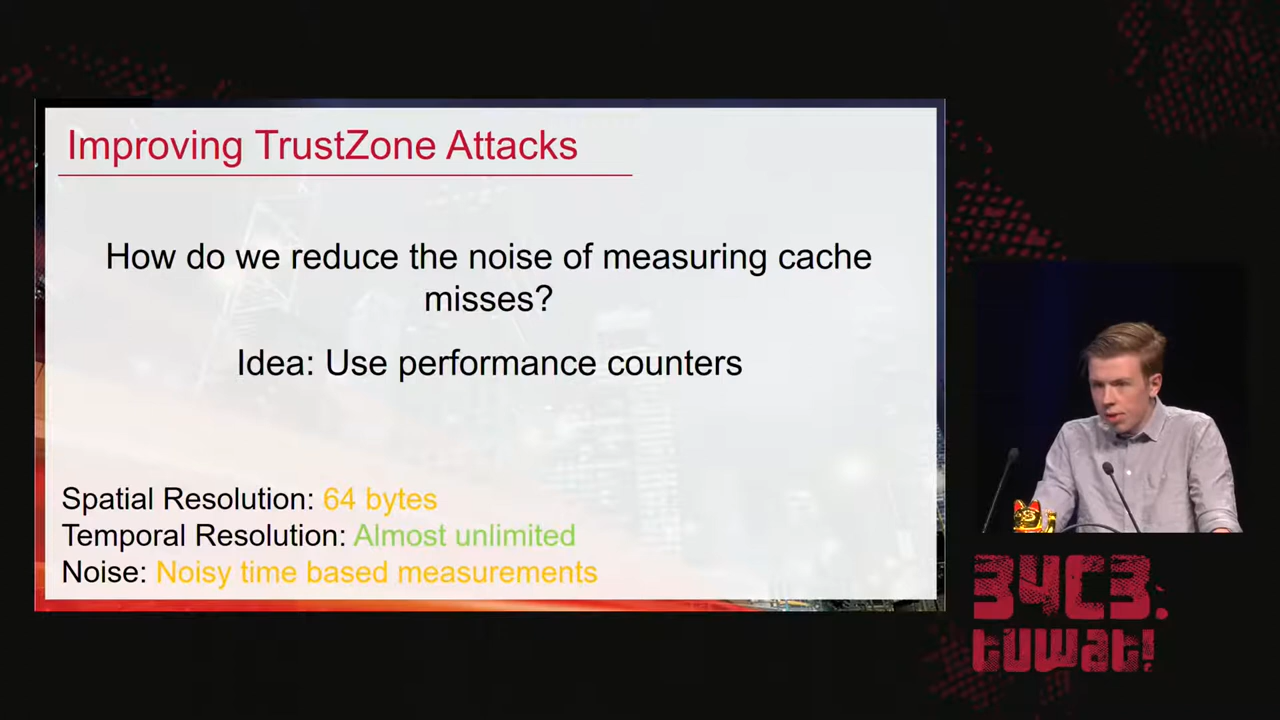 Improving TrustZone Attacks
How do we reduce the noise of measuring cache
misses?
Idea: Use performance counters
Spatial Resolution: 64 bytes
Temporal Resolution: Almost unlimited
Noise: Noisy time based measurements
34C3:
tuwat!